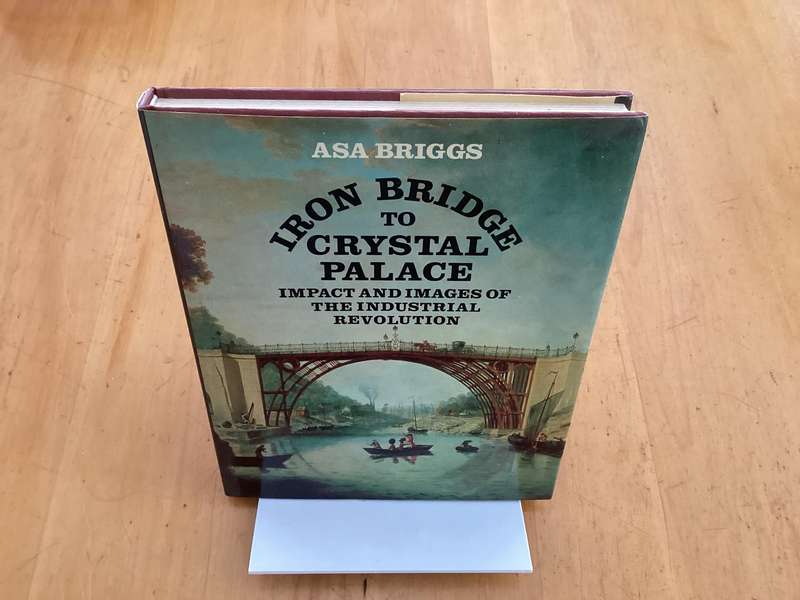 ASA BRIGGS
IRON BRIDGE
TO
CRYSTAL
PALACE
IMPACT AND IMAGES OF
THE INDUSTRIAL
REVOLUTION